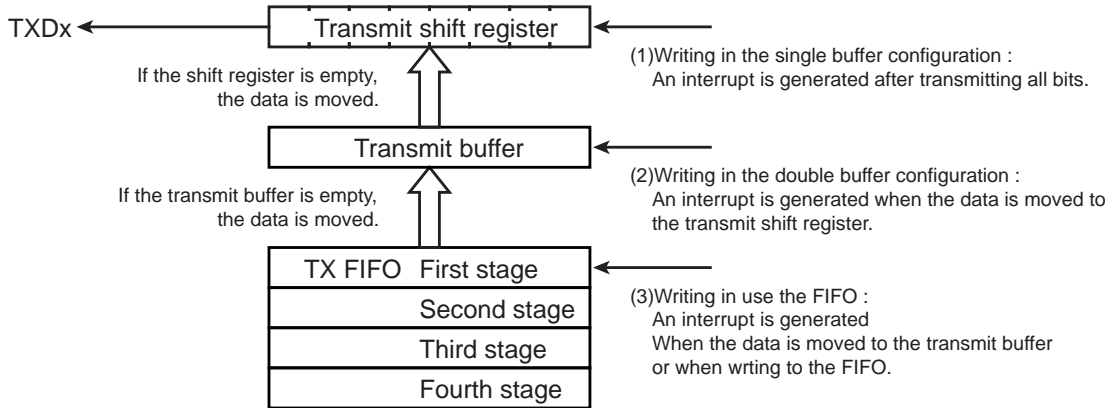 TXDx
Transmit shift register
If the shift register is empty,
the data is moved.
(1)Writing in the single buffer configuration :
An interrupt is generated after transmitting all bits.
Transmit buffer
If the transmit buffer is empty,
the data is moved.
(2)Writing in the double buffer configuration :
An interrupt is generated when the data is moved to
the transmit shift register.
TX FIFO First stage
Second stage
Third stage
Fourth stage
(3)Writing in use the FIFO :
An interrupt is generated
When the data is moved to the transmit buffer
or when wrting to the FIFO.